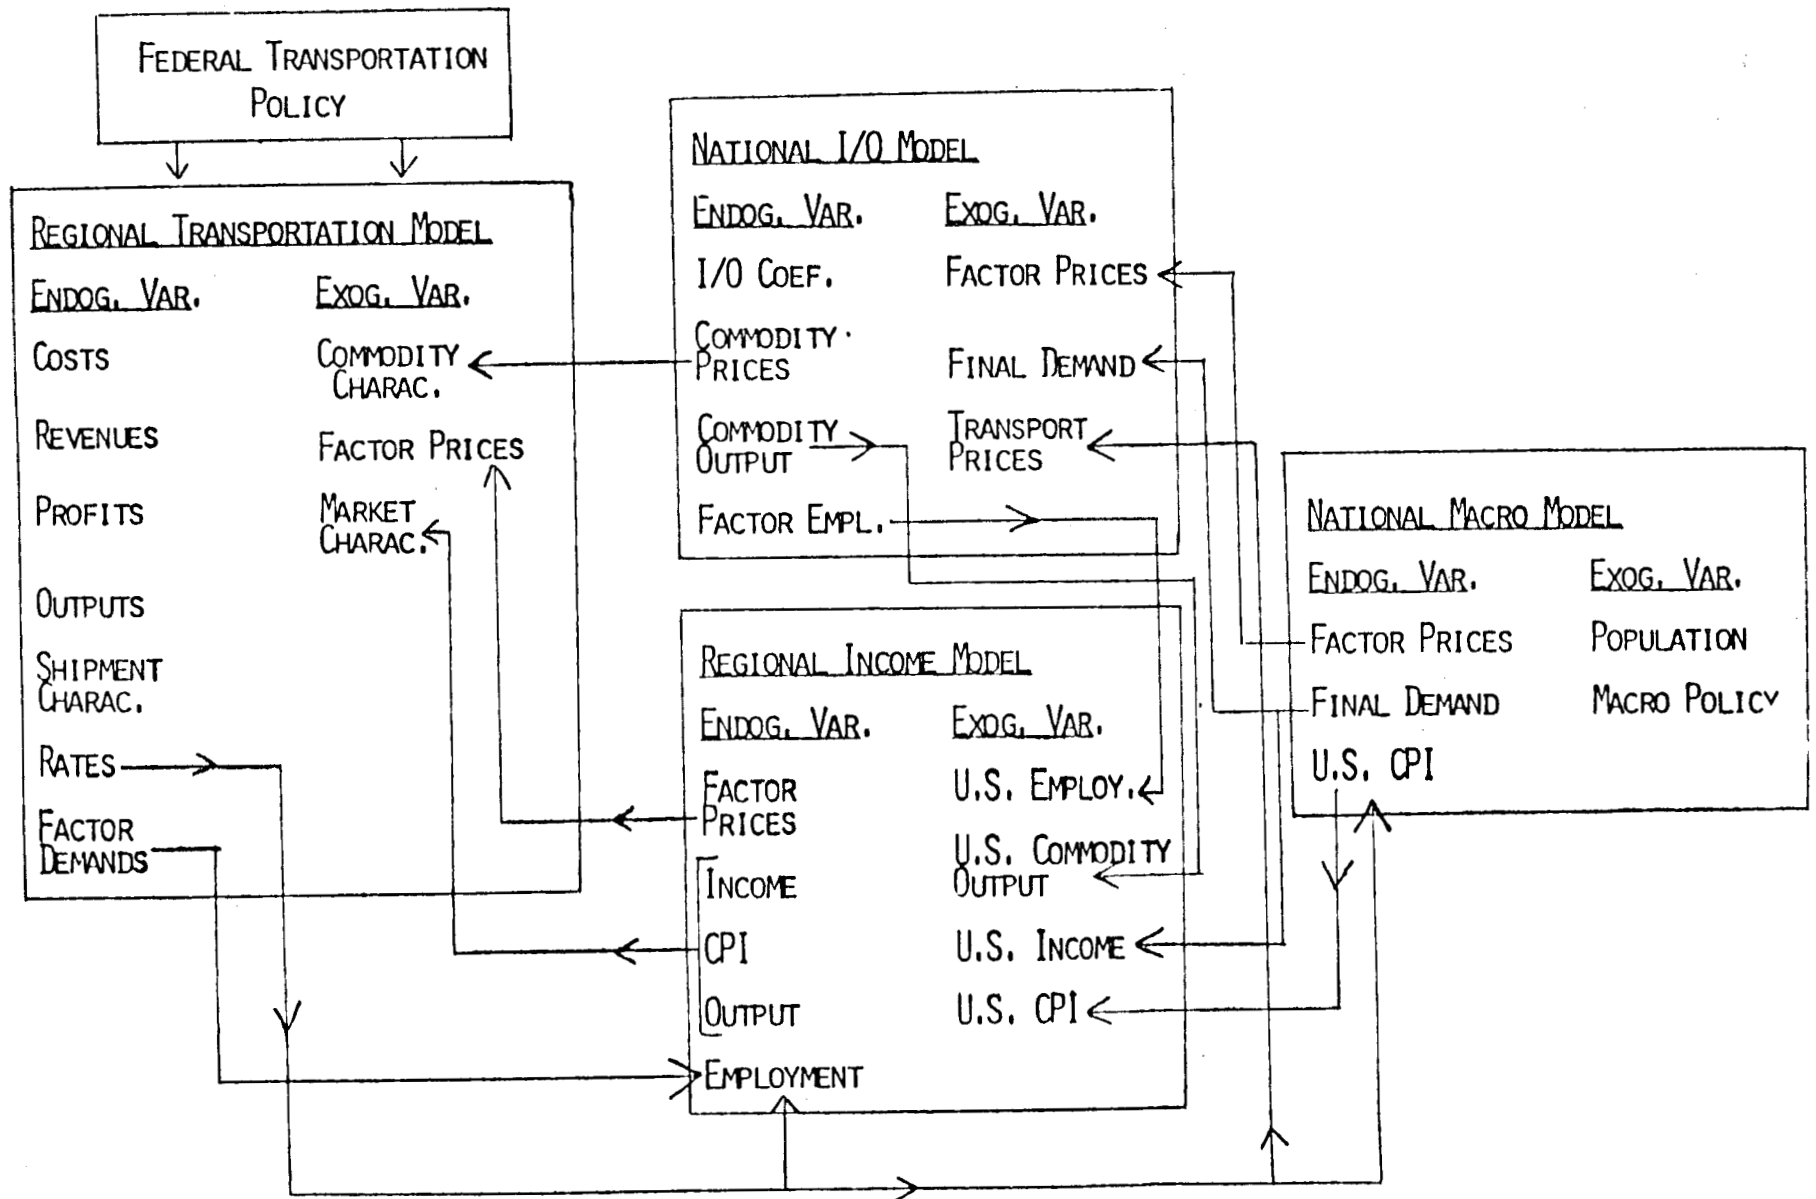 FEDERAL TRANSPORTATION
POLICY
REGIONAL TRANSPORTATION MODEL
ENDOG. VAR.
EXOG. VAR.
COSTS
COMMODITY
CHARAC.
REVENUES
FACTOR PRICES
PROFITS
MARKET
CHARAC.
OUTPUTS
SHIPMENT
CHARAC.
RATES
FACTOR
DEMANDS
NATIONAL I/O MODEL
ENDOG. VAR.
EXOG. VAR.
I/O COEF.
FACTOR PRICES
COMMODITY
PRICES
FINAL DEMAND
COMMODITY
OUTPUT
TRANSPORT
PRICES
FACTOR EMPL.
REGIONAL INCOME MODEL
ENDOG. VAR.
EXOG. VAR.
FACTOR
PRICES
U.S. EMPLOY.
U.S. COMMODITY
OUTPUT
INCOME
CPI
U.S. INCOME
OUTPUT
U.S. CPI
EMPLOYMENT
NATIONAL MACRO MODEL
ENDOG. VAR.
EXOG. VAR.
FACTOR PRICES
POPULATION
FINAL DEMAND
MACRO POLICY
U.S. CPI